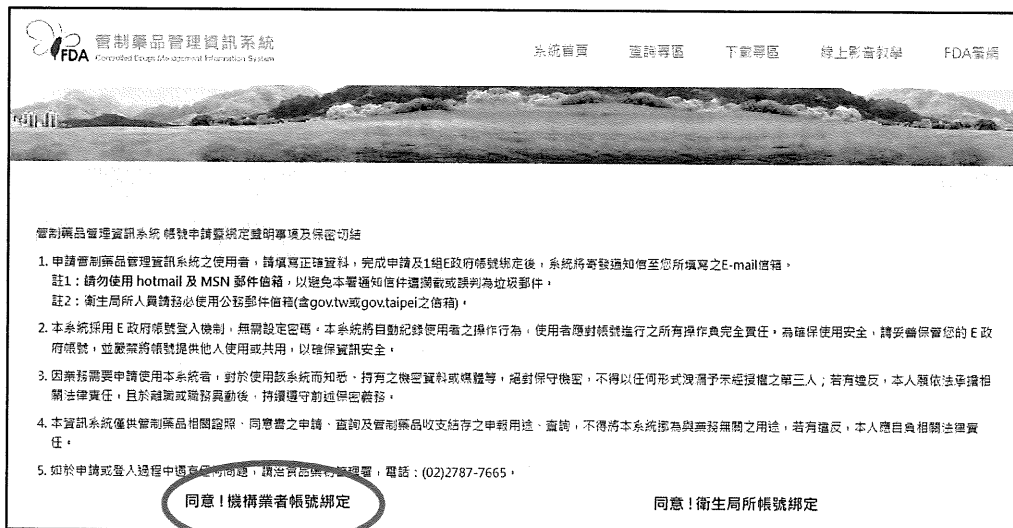 FDA
管制藥品管理資訊系統
Controlled Drugs Management Information System
系統首頁 查詢專區 下載專區 線上影音教學 FDA藥網
管制藥品管理資訊系統 帳號申請暨綁定聲明事項及保密切結
1. 申請管制藥品管理資訊系統之使用者，請填寫正確資料，完成申請及1組E政府帳號綁定後，系統將寄發通知信至您所填寫之E-mail信箱。
註1：請勿使用 hotmail 及 MSN 郵件信箱，以避免本署通知信件遭攔截或誤判為垃圾郵件。
註2：衛生局所人員請務必使用公務郵件信箱(含gov.tw或gov.taipei之信箱)。
2. 本系統採用 E 政府帳號登入機制，無需設定密碼。本系統將自動紀錄使用者之操作行為，使用者應對帳號進行之所有操作負完全責任。為確保使用安全，請妥善保管您的 E 政
府帳號，並嚴禁將帳號提供他人使用或共用，以確保資訊安全。
3. 因業務需要申請使用本系統者，對於使用該系統而知悉、持有之機密資料或媒體等，絕對保守機密，不得以任何形式洩漏予未經授權之第三人；若有違反，本人願依法承擔相
關法律責任，且於離職或職務異動後，持續遵守前述保密義務。
4. 本資訊系統僅供管制藥品相關證照、同意書之申請、查詢及管制藥品收支結存之申報用途、查詢，不得將本系統挪為與業務無關之用途，若有違反，本人應自負相關法律責
任。
5. 如於申請或登入過程中遇有任何問題，請洽食品藥物管理署，電話：(02)2787-7665。
同意！機構業者帳號綁定 同意！衛生局所帳號綁定